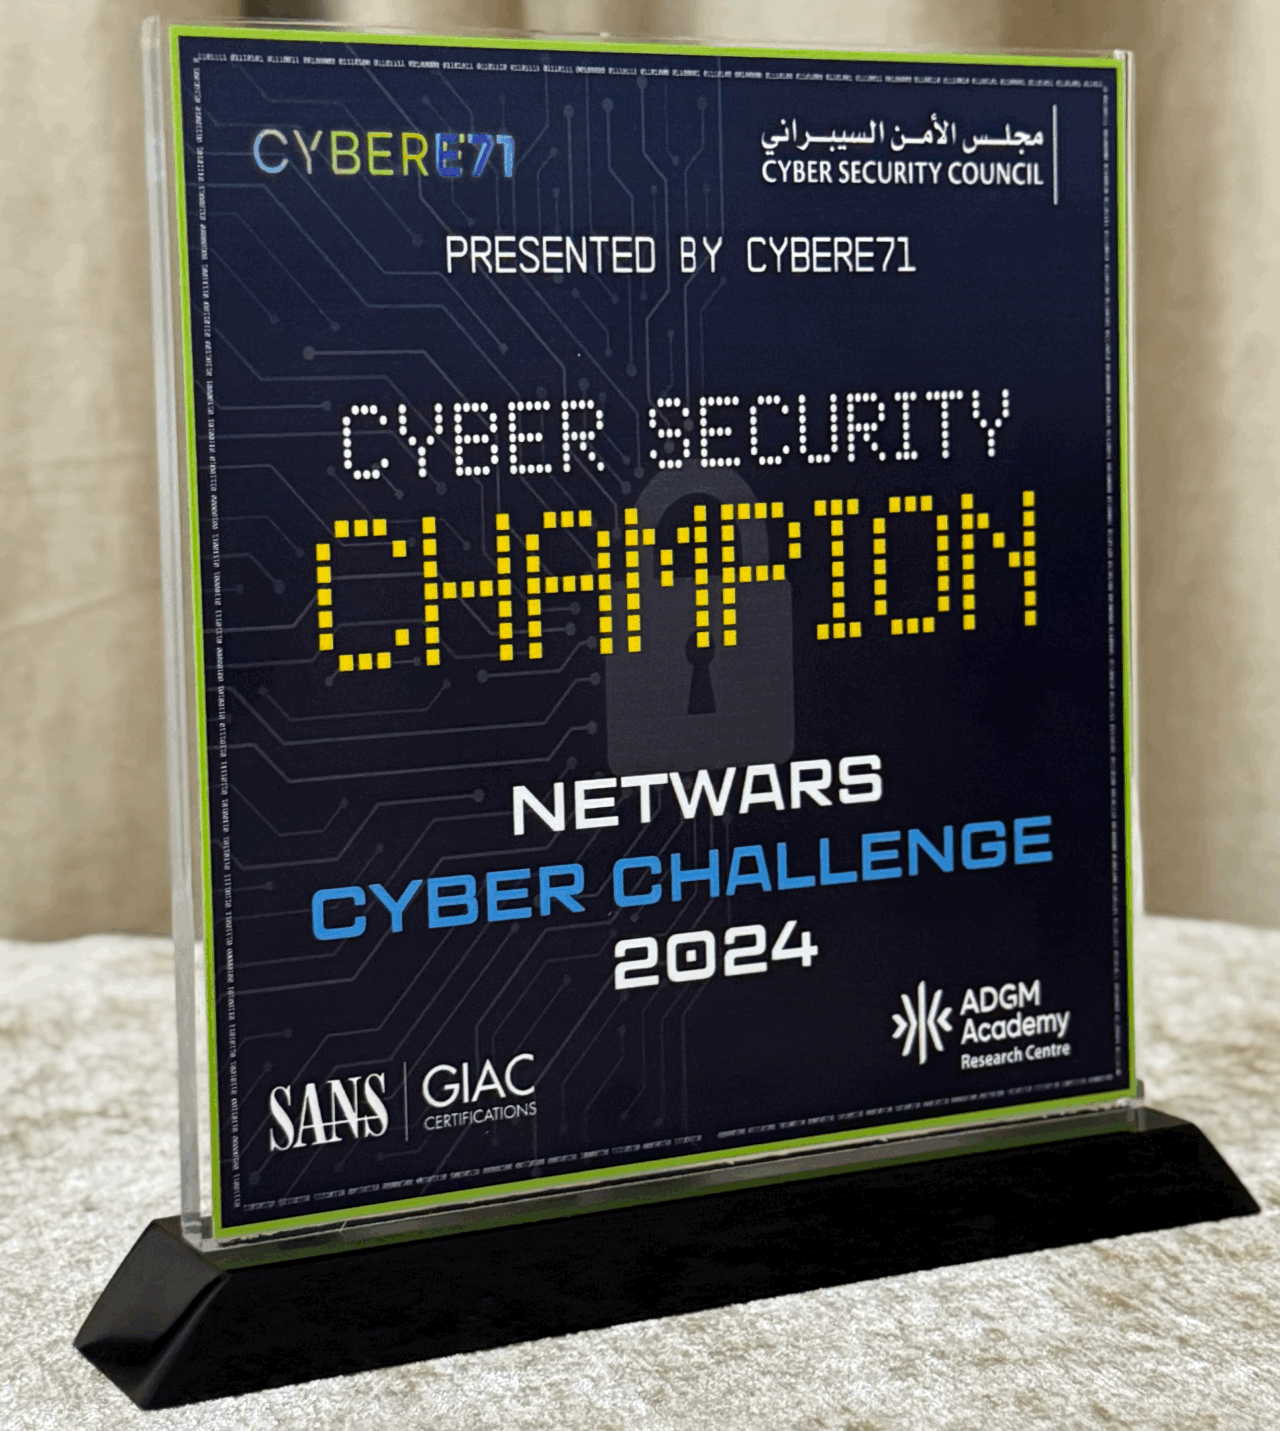 CYBERE71
مجلس الأمن السيبراني
CYBER SECURITY COUNCIL
PRESENTED BY CYBERE71
CYBER SECURITY
CHAMPION
NETWARS
CYBER CHALLENGE
2024
ADGM
Academy
Research Centre
SANS
GIAC
CERTIFICATIONS